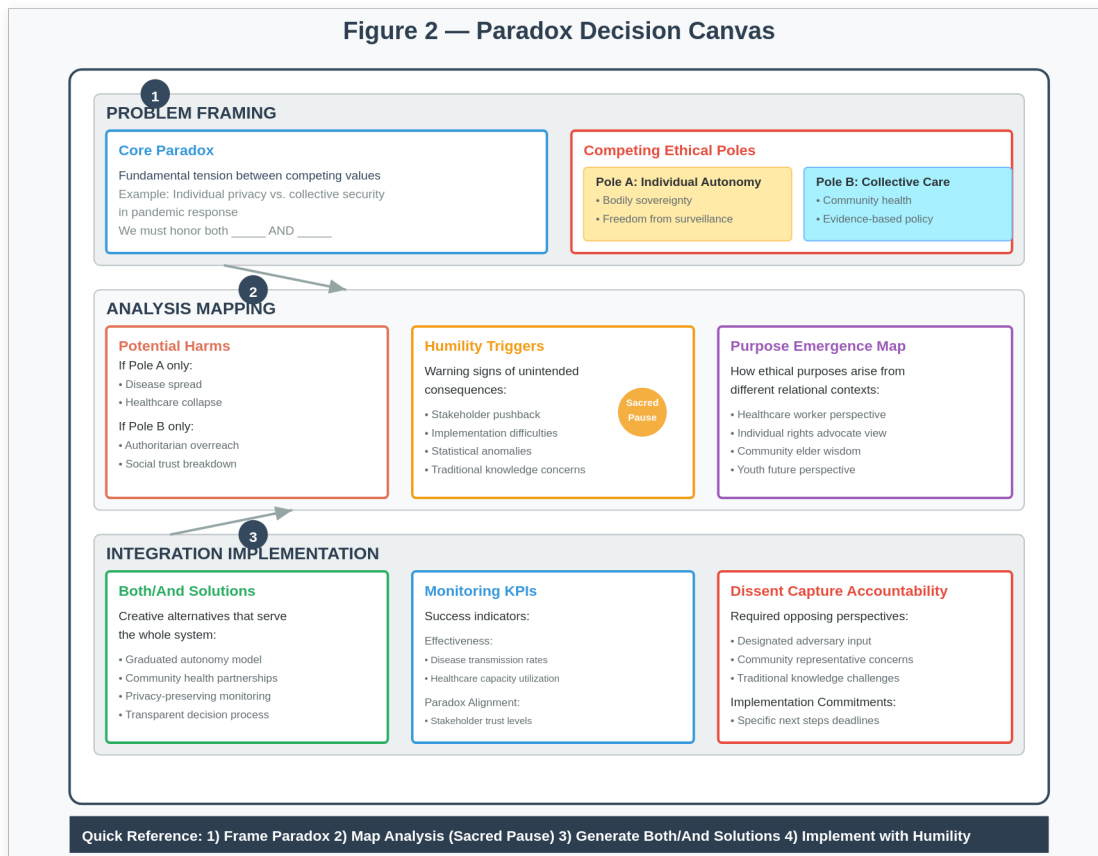 Figure 2 — Paradox Decision Canvas
1
PROBLEM FRAMING
Core Paradox
Fundamental tension between competing values
Example: Individual privacy vs. collective security
in pandemic response
We must honor both _____ AND _____
Competing Ethical Poles
Pole A: Individual Autonomy
• Bodily sovereignty
• Freedom from surveillance
Pole B: Collective Care
• Community health
• Evidence-based policy
2
ANALYSIS MAPPING
Potential Harms
If Pole A only:
• Disease spread
• Healthcare collapse
If Pole B only:
• Authoritarian overreach
• Social trust breakdown
Humility Triggers
Warning signs of unintended
consequences:
• Stakeholder pushback
• Implementation difficulties
• Statistical anomalies
• Traditional knowledge concerns
Sacred
Pause
Purpose Emergence Map
How ethical purposes arise from
different relational contexts:
• Healthcare worker perspective
• Individual rights advocate view
• Community elder wisdom
• Youth future perspective
3
INTEGRATION IMPLEMENTATION
Both/And Solutions
Creative alternatives that serve
the whole system:
• Graduated autonomy model
• Community health partnerships
• Privacy-preserving monitoring
• Transparent decision process
Monitoring KPIs
Success indicators:
Effectiveness:
• Disease transmission rates
• Healthcare capacity utilization
Paradox Alignment:
• Stakeholder trust levels
Dissent Capture Accountability
Required opposing perspectives:
• Designated adversary input
• Community representative concerns
• Traditional knowledge challenges
Implementation Commitments:
• Specific next steps deadlines
Quick Reference: 1) Frame Paradox 2) Map Analysis (Sacred Pause) 3) Generate Both/And Solutions 4) Implement with Humility